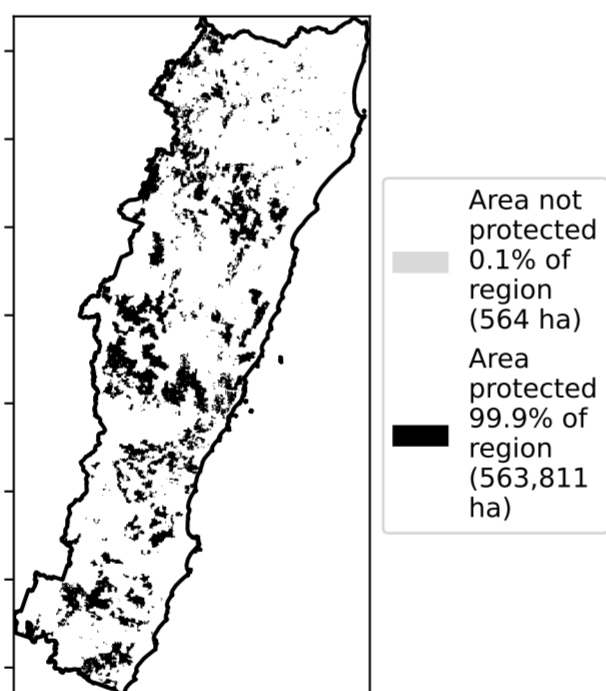 Area not
protected
0.1% of
region
(564 ha)
Area
protected
99.9% of
region
(563,811
ha)